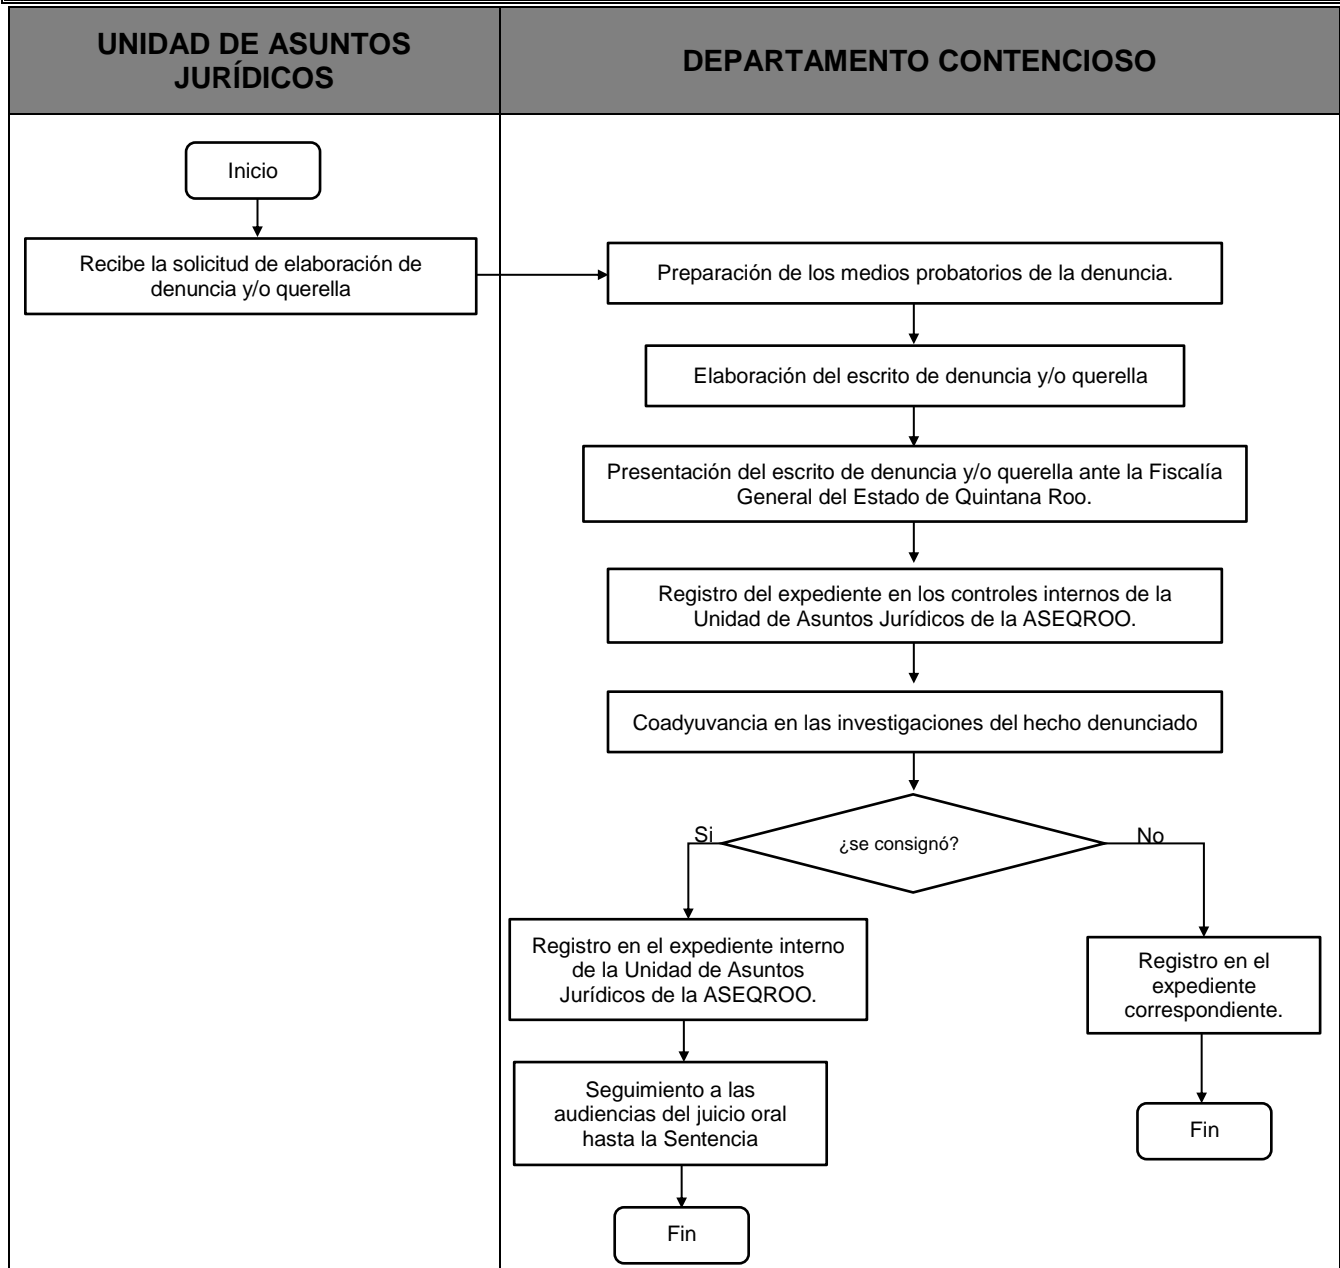 UNIDAD DE ASUNTOS
JURÍDICOS
DEPARTAMENTO CONTENCIOSO
Inicio
Recibe la solicitud de elaboración de
denuncia y/o querella
Preparación de los medios probatorios de la denuncia.
Elaboración del escrito de denuncia y/o querella
Presentación del escrito de denuncia y/o querella ante la Fiscalía
General del Estado de Quintana Roo.
Registro del expediente en los controles internos de la
Unidad de Asuntos Jurídicos de la ASEQROO.
Coadyuvancia en las investigaciones del hecho denunciado
¿se consignó?
Si
No
Registro en el expediente interno
de la Unidad de Asuntos
Jurídicos de la ASEQROO.
Registro en el
expediente
correspondiente.
Seguimiento a las
audiencias del juicio oral
hasta la Sentencia
Fin
Fin